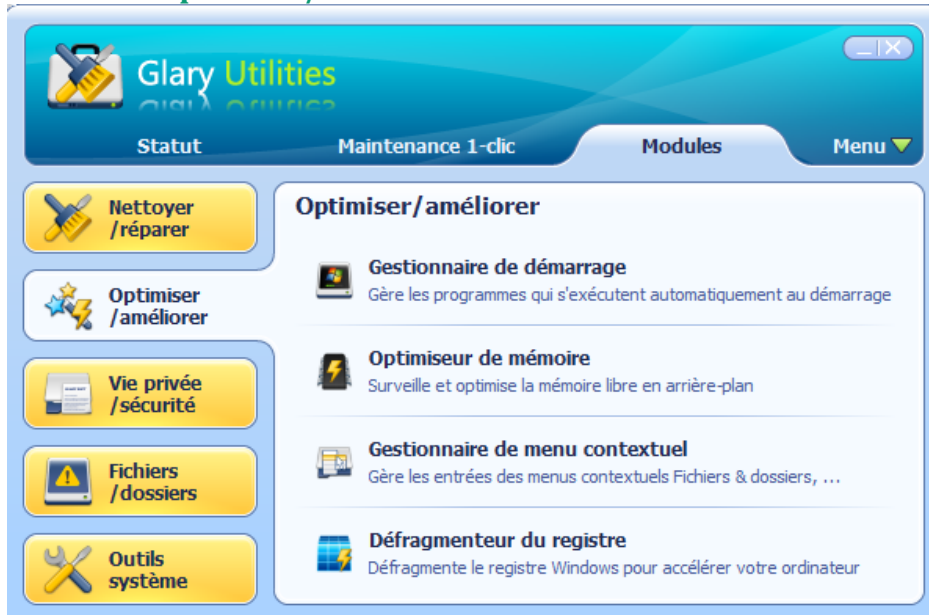 Glary Utilities
Statut
Maintenance 1-clic
Modules
Menu
Nettoyer
/réparer
Optimiser
/améliorer
Vie privée
/sécurité
Fichiers
/dossiers
Outils
système
Optimiser/améliorer
Gestionnaire de démarrage
Gère les programmes qui s'exécutent automatiquement au démarrage
Optimiseur de mémoire
Surveille et optimise la mémoire libre en arrière-plan
Gestionnaire de menu contextuel
Gère les entrées des menus contextuels Fichiers & dossiers, ...
Défragmenteur du registre
Défragmente le registre Windows pour accélérer votre ordinateur